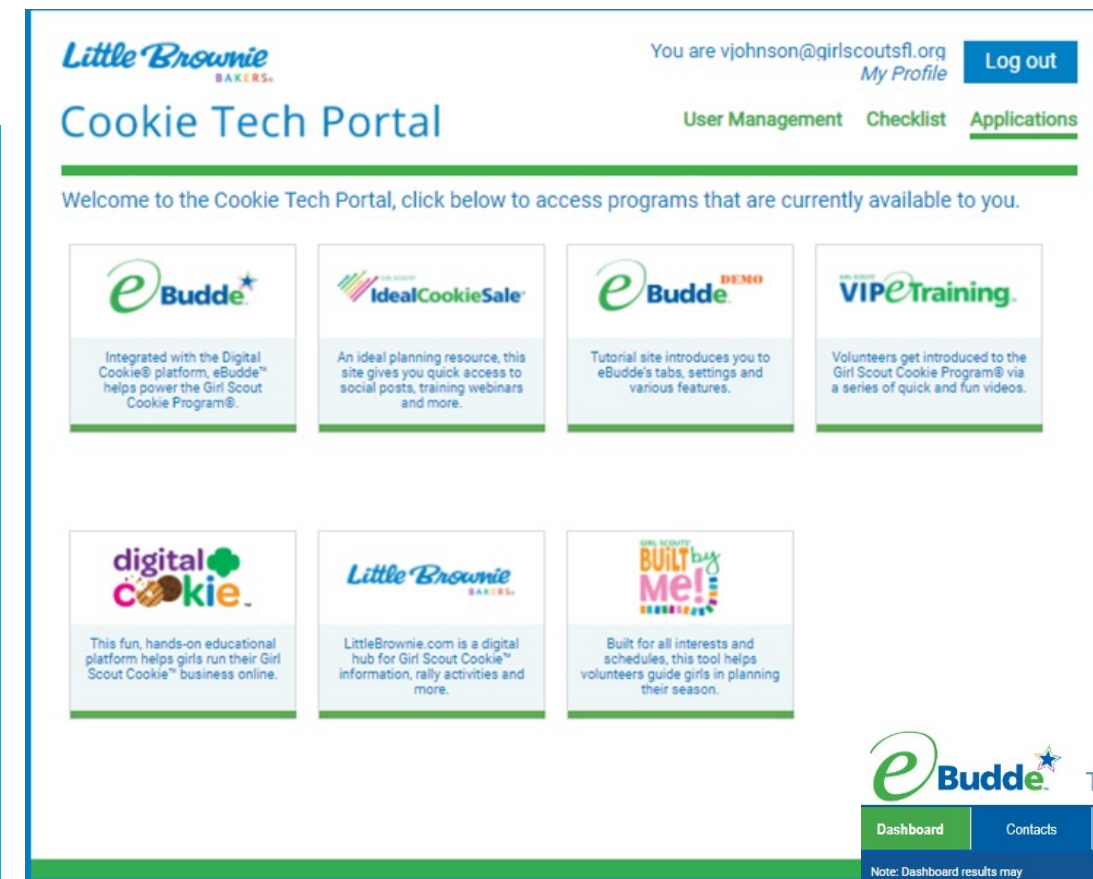 Little Brownie
BAKERS®
You are vjohnson@girlscoutsfl.org
My Profile
Log out
Cookie Tech Portal
User Management Checklist Applications
Welcome to the Cookie Tech Portal, click below to access programs that are currently available to you.
eBudde™
Integrated with the Digital
Cookie® platform, eBudde™
helps power the Girl Scout
Cookie Program®.
IdealCookieSale
An ideal planning resource, this
site gives you quick access to
social posts, training webinars
and more.
eBudde DEMO
Tutorial site introduces you to
eBudde's tabs, settings and
various features.
VIP eTraining
Volunteers get introduced to the
Girl Scout Cookie Program® via
a series of quick and fun videos.
digital
cookie™
This fun, hands-on educational
platform helps girls run their Girl
Scout Cookie™ business online.
Little Brownie
BAKERS®
LittleBrownie.com is a digital
hub for Girl Scout Cookie™
information, rally activities and
more.
GIRL SCOUTS'
BUiLT by
Me!
Built for all interests and
schedules, this tool helps
volunteers guide girls in planning
their season.
eBudde™ T
Dashboard Contacts
Note: Dashboard results may